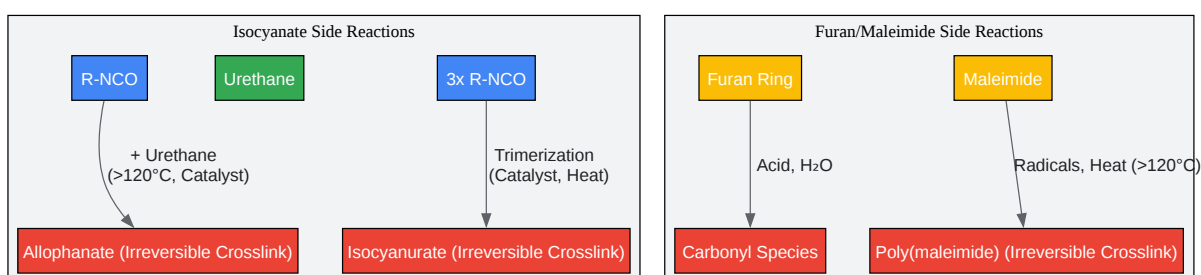 Isocyanate Side Reactions
R-NCO
Urethane
3x R-NCO
+ Urethane
(>120°C, Catalyst)
Trimerization
(Catalyst, Heat)
Allophanate (Irreversible Crosslink)
Isocyanurate (Irreversible Crosslink)
Furan/Maleimide Side Reactions
Furan Ring
Maleimide
Acid, H₂O
Radicals, Heat (>120°C)
Carbonyl Species
Poly(maleimide) (Irreversible Crosslink)